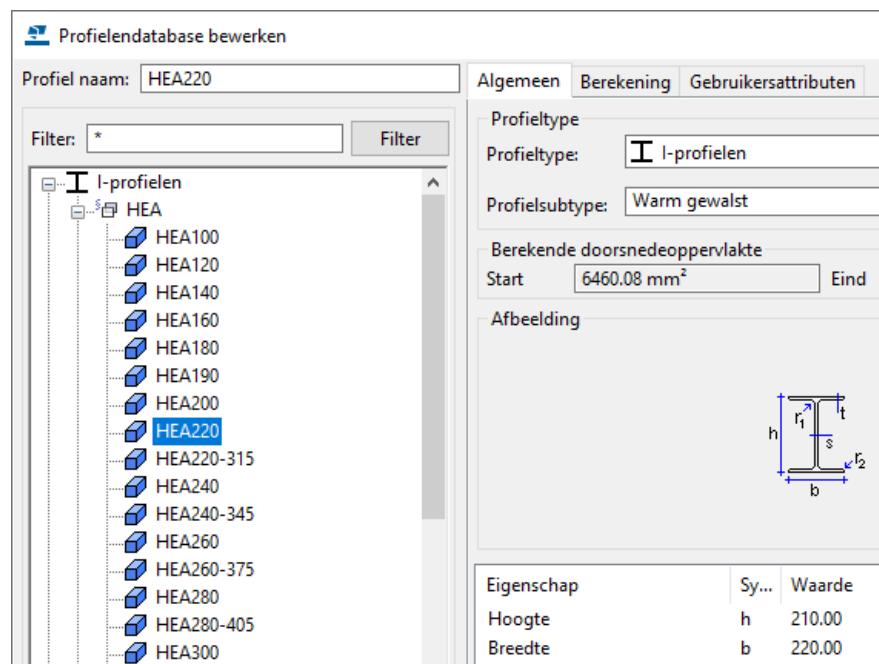 Profielendatabase bewerken
Profiel naam: HEA220
Filter: * Filter
I-profielen
HEA
HEA100
HEA120
HEA140
HEA160
HEA180
HEA190
HEA200
HEA220
HEA220-315
HEA240
HEA240-345
HEA260
HEA260-375
HEA280
HEA280-405
HEA300
Algemeen Berekening Gebruikersattributen
Profieltype
Profieltype: I-profielen
Profielsubtype: Warm gewalst
Berekende doorsnedeoppervlakte
Start 6460.08 mm² Eind
Afbeelding
r1 t
h s
r2
b
Eigenschap Sy... Waarde
Hoogte h 210.00
Breedte b 220.00